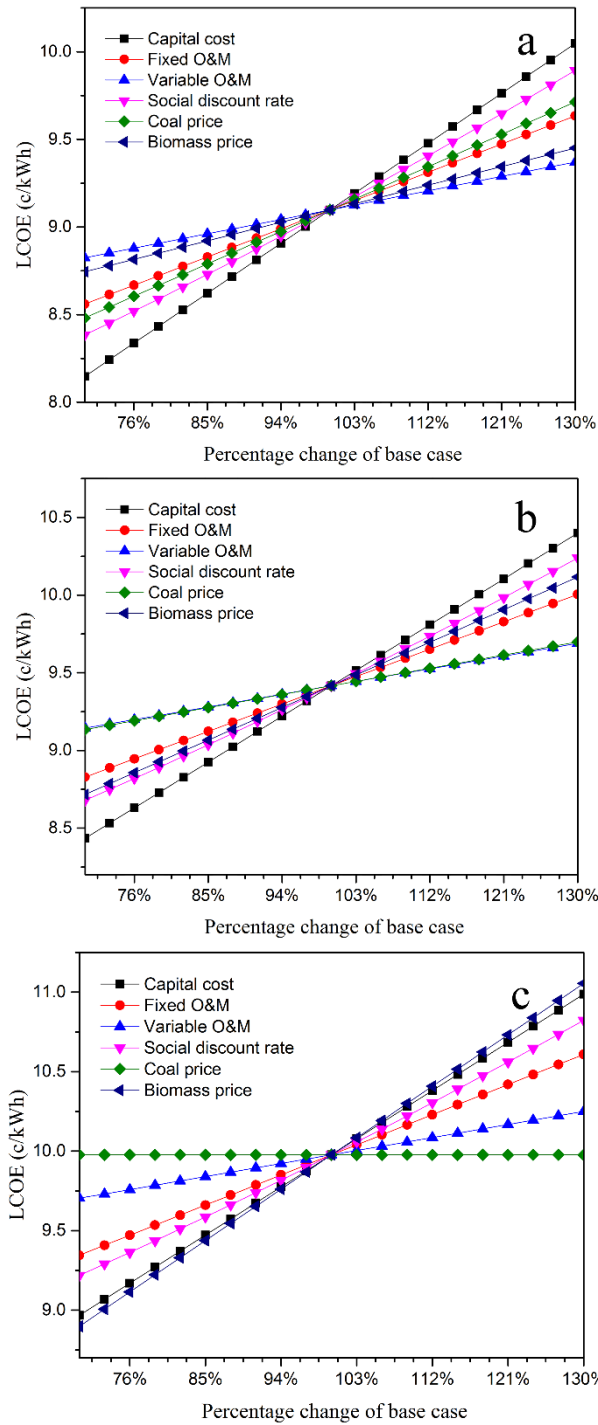 a
Capital cost
Fixed O&M
Variable O&M
Social discount rate
Coal price
Biomass price
LCOE (c/kWh)
10.0
9.5
9.0
8.5
8.0
76% 85% 94% 103% 112% 121% 130%
Percentage change of base case
b
Capital cost
Fixed O&M
Variable O&M
Social discount rate
Coal price
Biomass price
LCOE (c/kWh)
10.5
10.0
9.5
9.0
8.5
76% 85% 94% 103% 112% 121% 130%
Percentage change of base case
c
Capital cost
Fixed O&M
Variable O&M
Social discount rate
Coal price
Biomass price
LCOE (c/kWh)
11.0
10.5
10.0
9.5
9.0
76% 85% 94% 103% 112% 121% 130%
Percentage change of base case